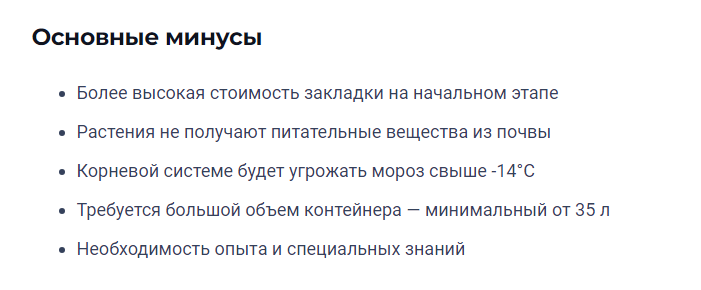 Основные минусы
Более высокая стоимость закладки на начальном этапе
Растения не получают питательные вещества из почвы
Корневой системе будет угрожать мороз свыше -14°C
Требуется большой объем контейнера — минимальный от 35 л
Необходимость опыта и специальных знаний